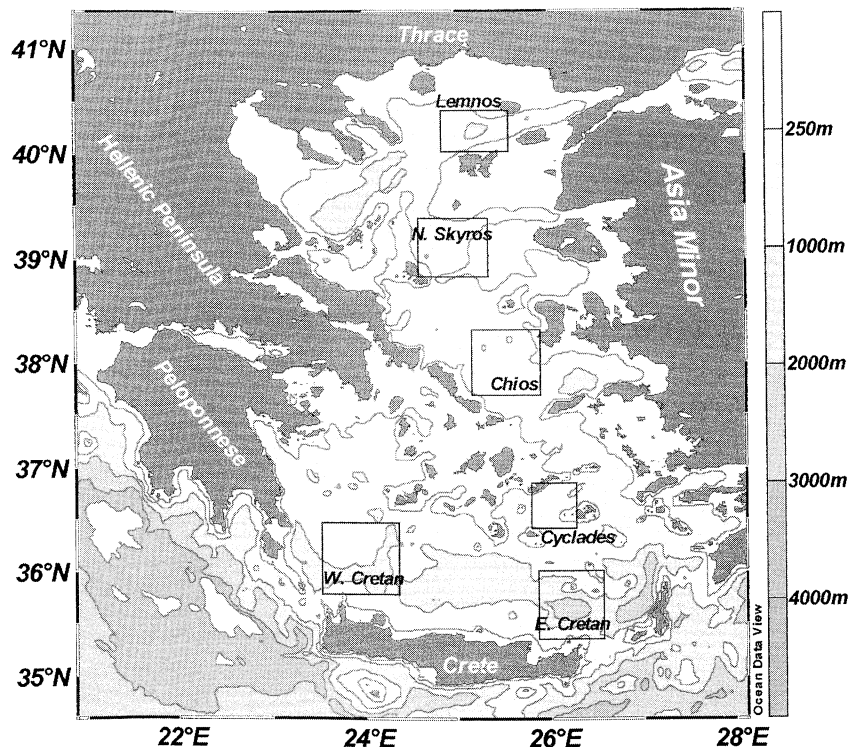 41°N
40°N
39°N
38°N
37°N
36°N
35°N
22°E
24°E
26°E
28°E
Thrace
Lemnos
Hellenic Peninsula
Asia Minor
N. Skyros
Chios
Peloponnese
Cyclades
W. Cretan
E. Cretan
Crete
250m
1000m
2000m
3000m
4000m
Ocean Data View